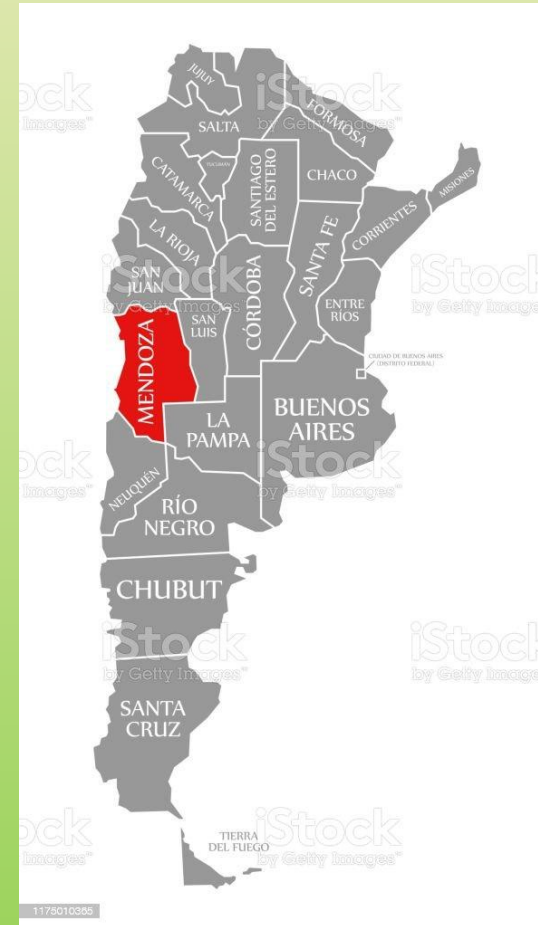 JUJUY
SALTA
FORMOSA
TUCUMÁN
CATAMARCA
SANTIAGO
DEL ESTERO
CHACO
MISIONES
LA RIOJA
SANTA FE
CORRIENTES
SAN
JUAN
CÓRDOBA
ENTRE
RÍOS
MENDOZA
SAN
LUIS
CIUDAD DE BUENOS AIRES
(DISTRITO FEDERAL)
LA
PAMPA
BUENOS
AIRES
NEUQUÉN
RÍO
NEGRO
CHUBUT
SANTA
CRUZ
TIERRA
DEL FUEGO
iStock
by Getty Images™
1175010365